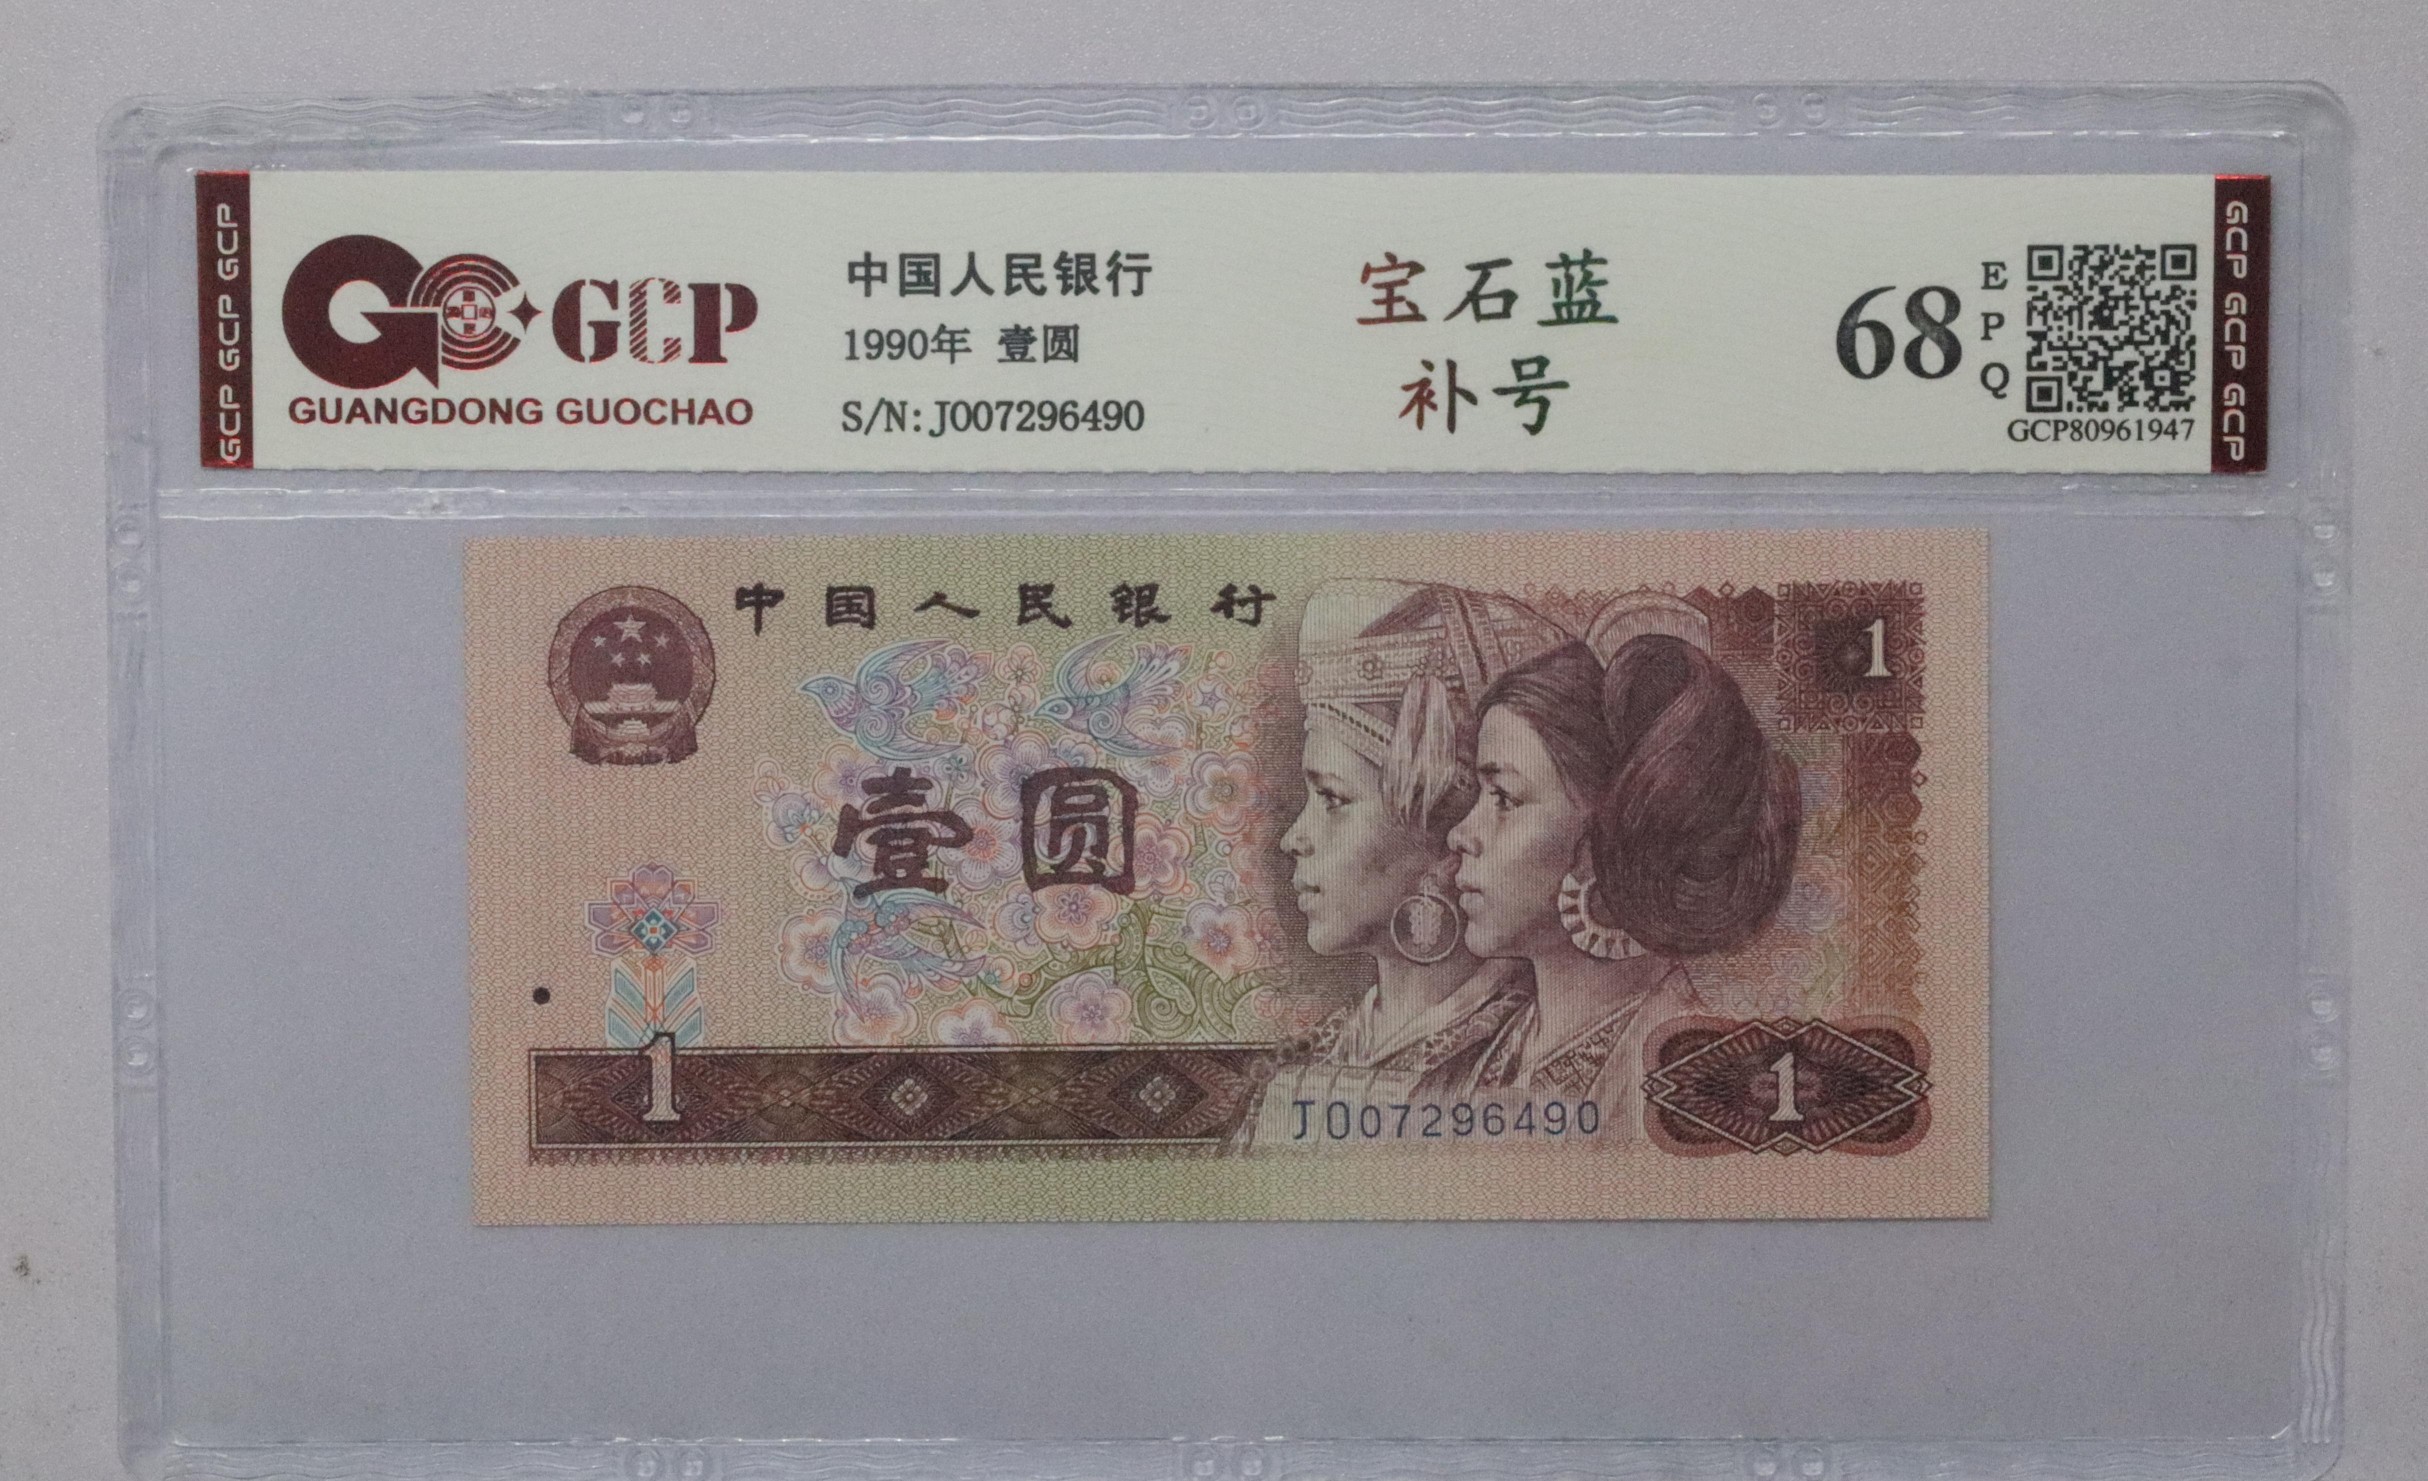 GCP GCP GCP
GCP
GUANGDONG GUOCHAO
中国人民银行
1990年 壹圆
S/N: J007296490
宝石蓝
补号
68
EPQ
GCP80961947
GCP GCP GCP
中国人民银行
1
壹圆
1
J007296490
1